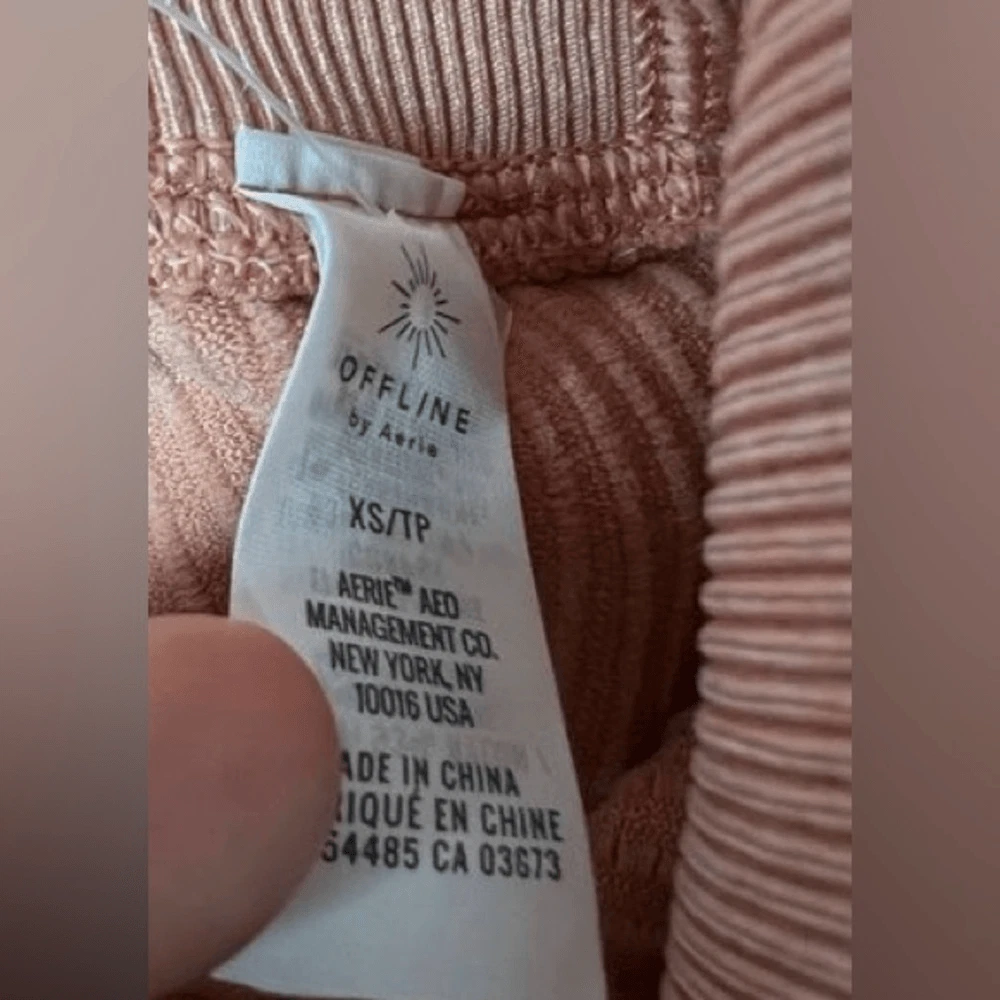 OFFLINE
by Aerie
XS/TP
AERIE™ AEO
MANAGEMENT CO.
NEW YORK, NY
10016 USA
ADE IN CHINA
IQUÉ EN CHINE
54485 CA 03673